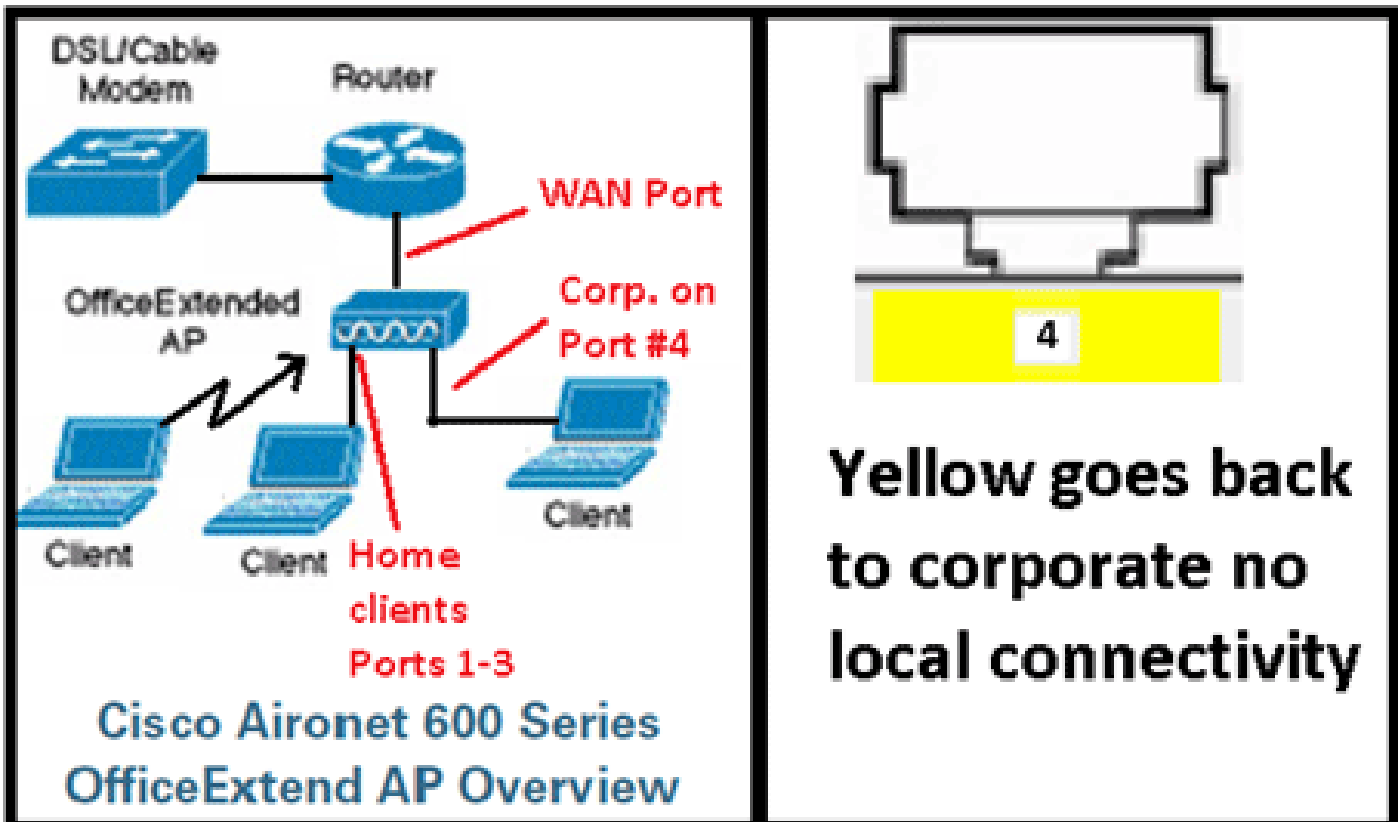 DSL/Cable
Modem
Router
WAN Port
OfficeExtended
AP
Corp. on
Port #4
Client
Client
Client
Home
clients
Ports 1-3
Cisco Aironet 600 Series
OfficeExtend AP Overview
4
Yellow goes back
to corporate no
local connectivity